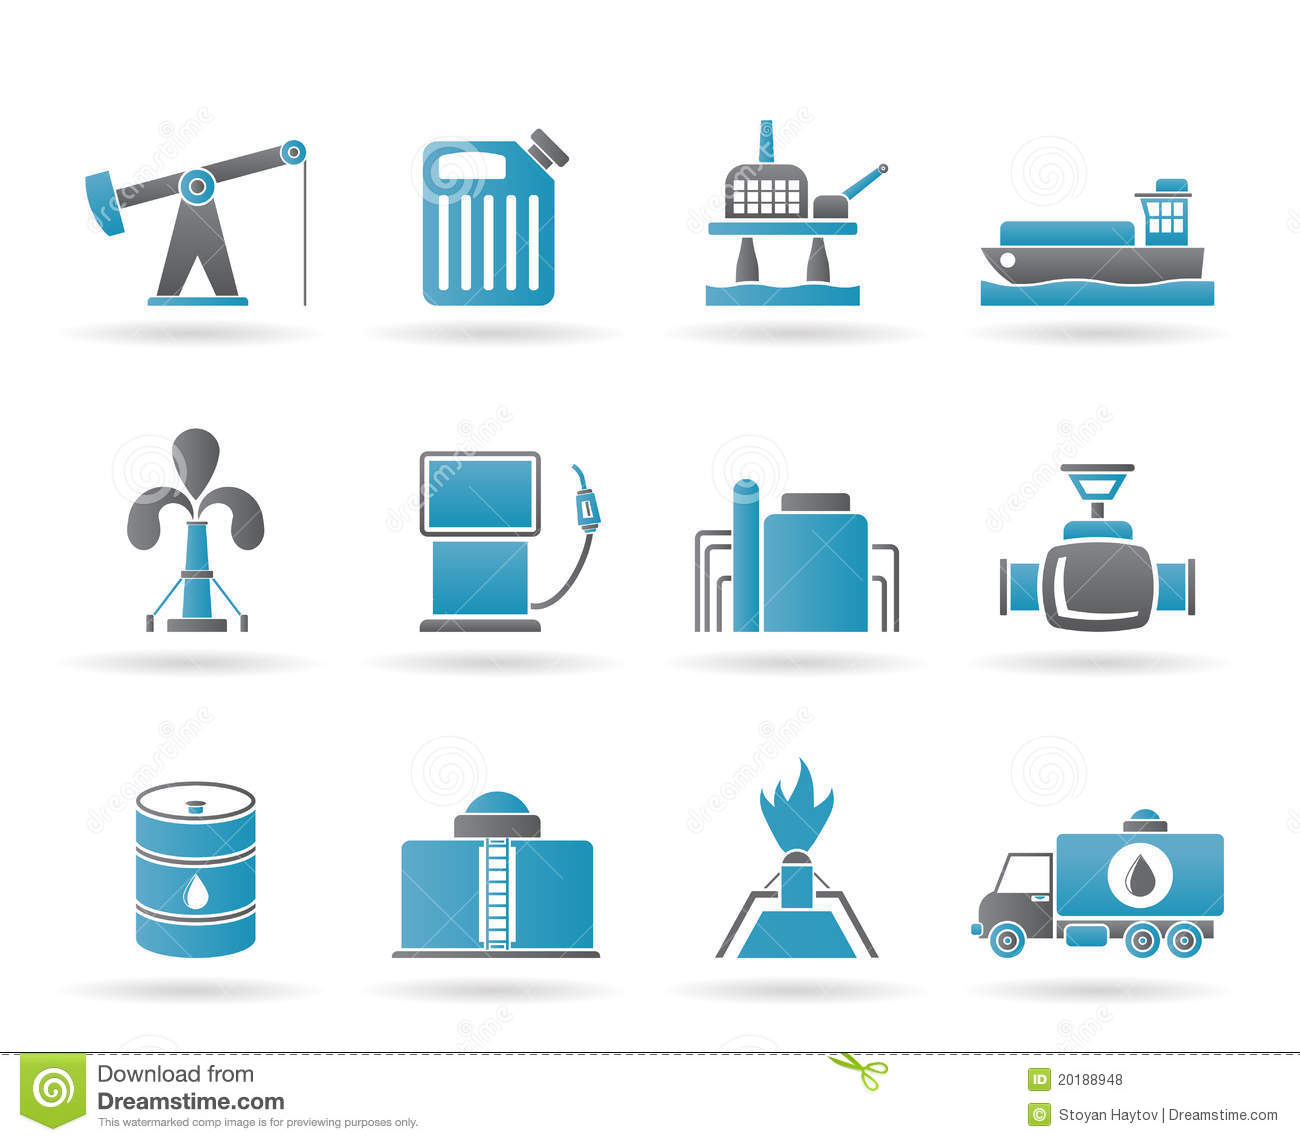 Download from
Dreamstime.com
This watermarked comp image is for previewing purposes only.
ID 20188948
© Stoyan Haytov | Dreamstime.com